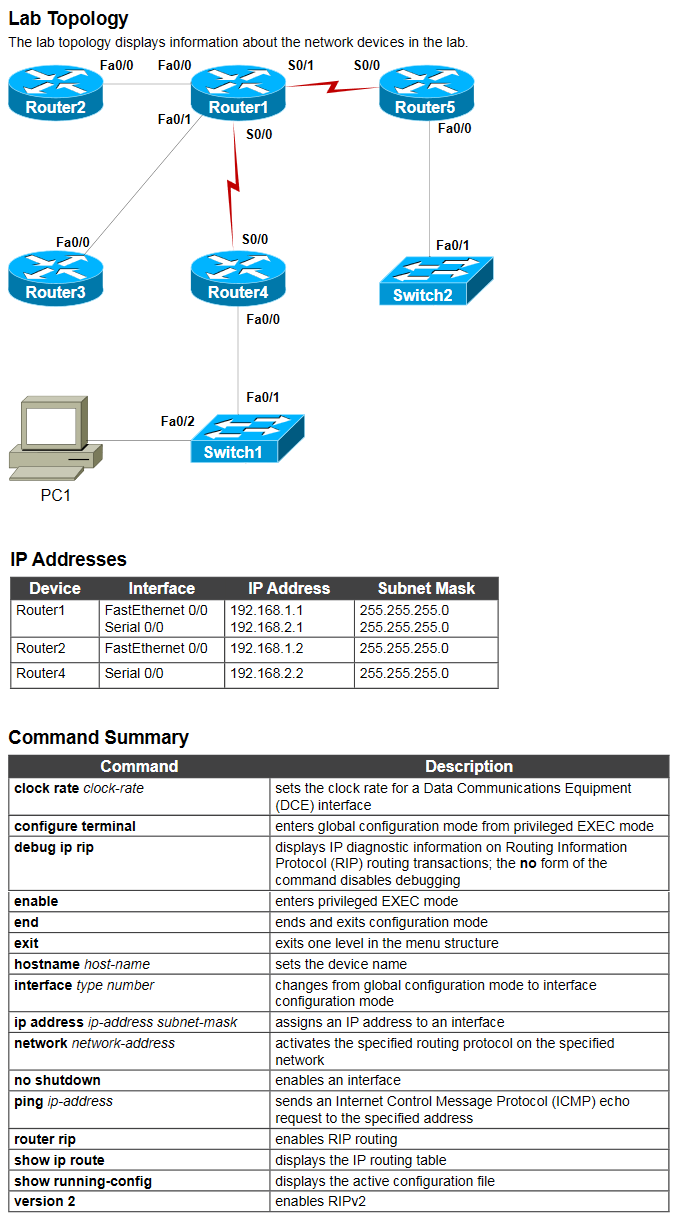 Lab Topology
The lab topology displays information about the network devices in the lab.
Fa0/0 Fa0/0 S0/1 S0/0
Router2 Router1 Router5
Fa0/1 S0/0 Fa0/0
Fa0/0 S0/0 Fa0/1
Router3 Router4 Switch2
Fa0/0
Fa0/1
Fa0/2
Switch1
PC1
IP Addresses
Device Interface IP Address Subnet Mask
Router1 FastEthernet 0/0 192.168.1.1 255.255.255.0
Serial 0/0 192.168.2.1 255.255.255.0
Router2 FastEthernet 0/0 192.168.1.2 255.255.255.0
Router4 Serial 0/0 192.168.2.2 255.255.255.0
Command Summary
Command Description
clock rate clock-rate sets the clock rate for a Data Communications Equipment
(DCE) interface
configure terminal enters global configuration mode from privileged EXEC mode
debug ip rip displays IP diagnostic information on Routing Information
Protocol (RIP) routing transactions; the no form of the
command disables debugging
enable enters privileged EXEC mode
end ends and exits configuration mode
exit exits one level in the menu structure
hostname host-name sets the device name
interface type number changes from global configuration mode to interface
configuration mode
ip address ip-address subnet-mask assigns an IP address to an interface
network network-address activates the specified routing protocol on the specified
network
no shutdown enables an interface
ping ip-address sends an Internet Control Message Protocol (ICMP) echo
request to the specified address
router rip enables RIP routing
show ip route displays the IP routing table
show running-config displays the active configuration file
version 2 enables RIPv2